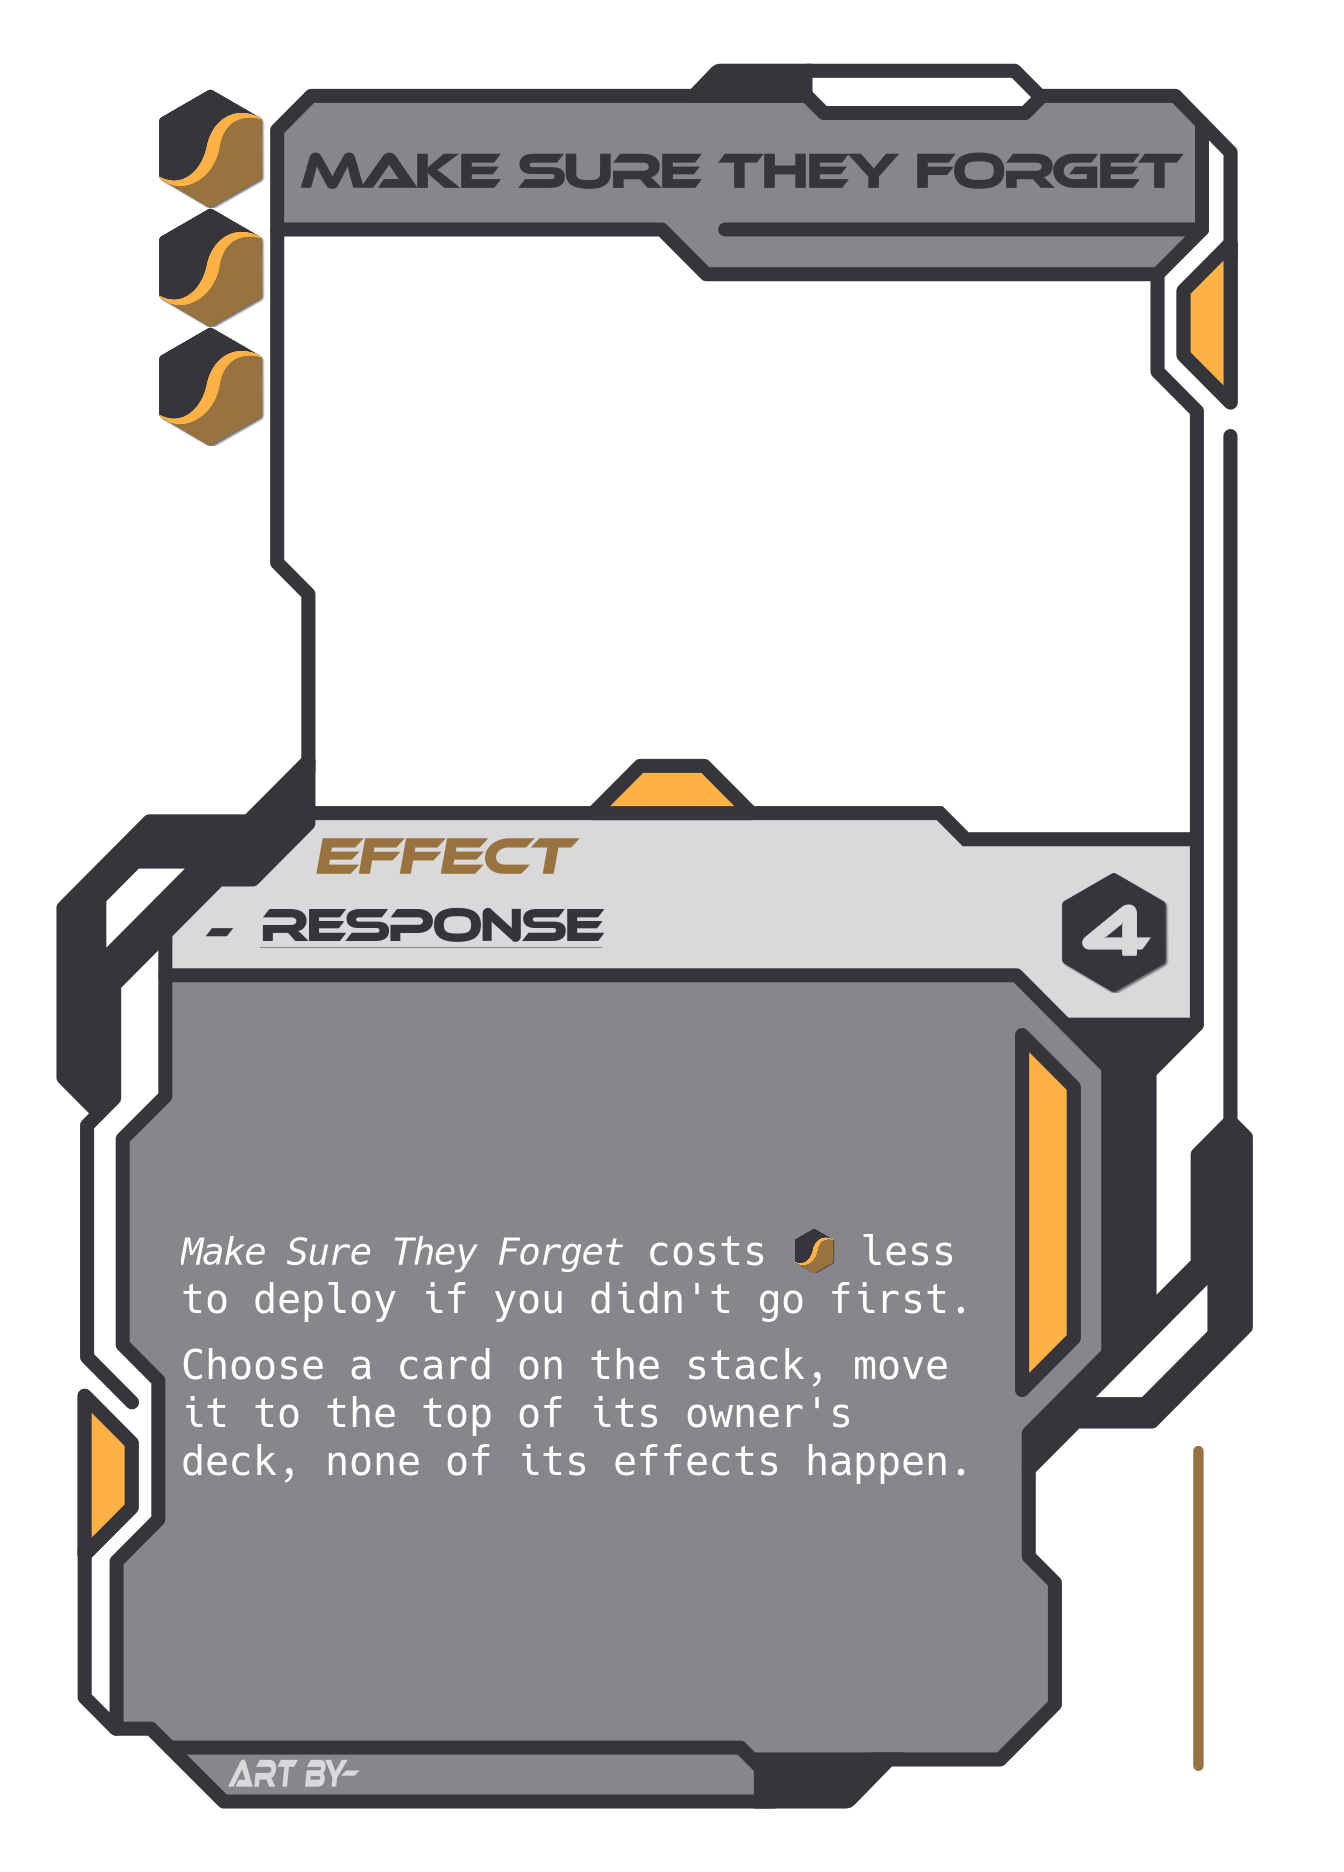 MAKE SURE THEY FORGET
EFFECT
- RESPONSE
4
Make Sure They Forget costs less
to deploy if you didn't go first.
Choose a card on the stack, move
it to the top of its owner's
deck, none of its effects happen.
ART BY-